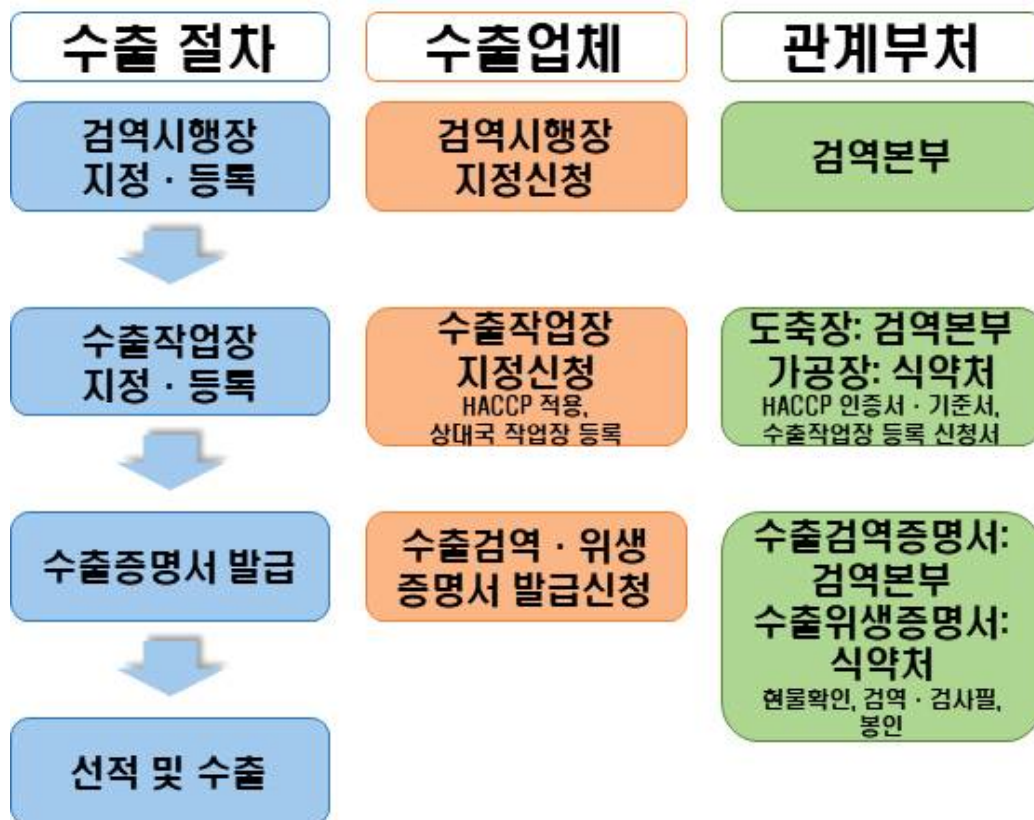 수출 절차
수출업체
관계부처
검역시행장
지정 · 등록
검역시행장
지정신청
검역본부
수출작업장
지정 · 등록
수출작업장
지정신청
HACCP 적용,
상대국 작업장 등록
도축장: 검역본부
가공장: 식약처
HACCP 인증서 · 기준서,
수출작업장 등록 신청서
수출증명서 발급
수출검역 · 위생
증명서 발급신청
수출검역증명서:
검역본부
수출위생증명서:
식약처
현물확인, 검역 · 검사필,
봉인
선적 및 수출